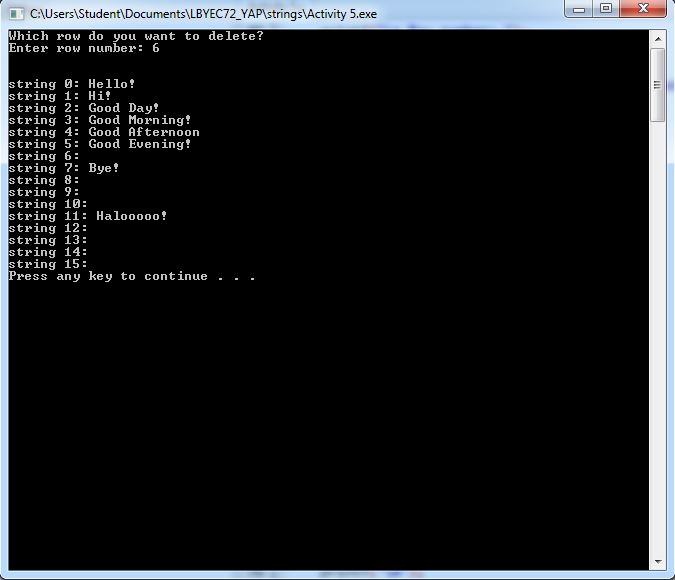 C:\Users\Student\Documents\LBYEC72_YAP\strings\Activity 5.exe
Which row do you want to delete?
Enter row number: 6
string 0: Hello!
string 1: Hi!
string 2: Good Day!
string 3: Good Morning!
string 4: Good Afternoon
string 5: Good Evening!
string 6:
string 7: Bye!
string 8:
string 9:
string 10:
string 11: Halooooo!
string 12:
string 13:
string 14:
string 15:
Press any key to continue . . .